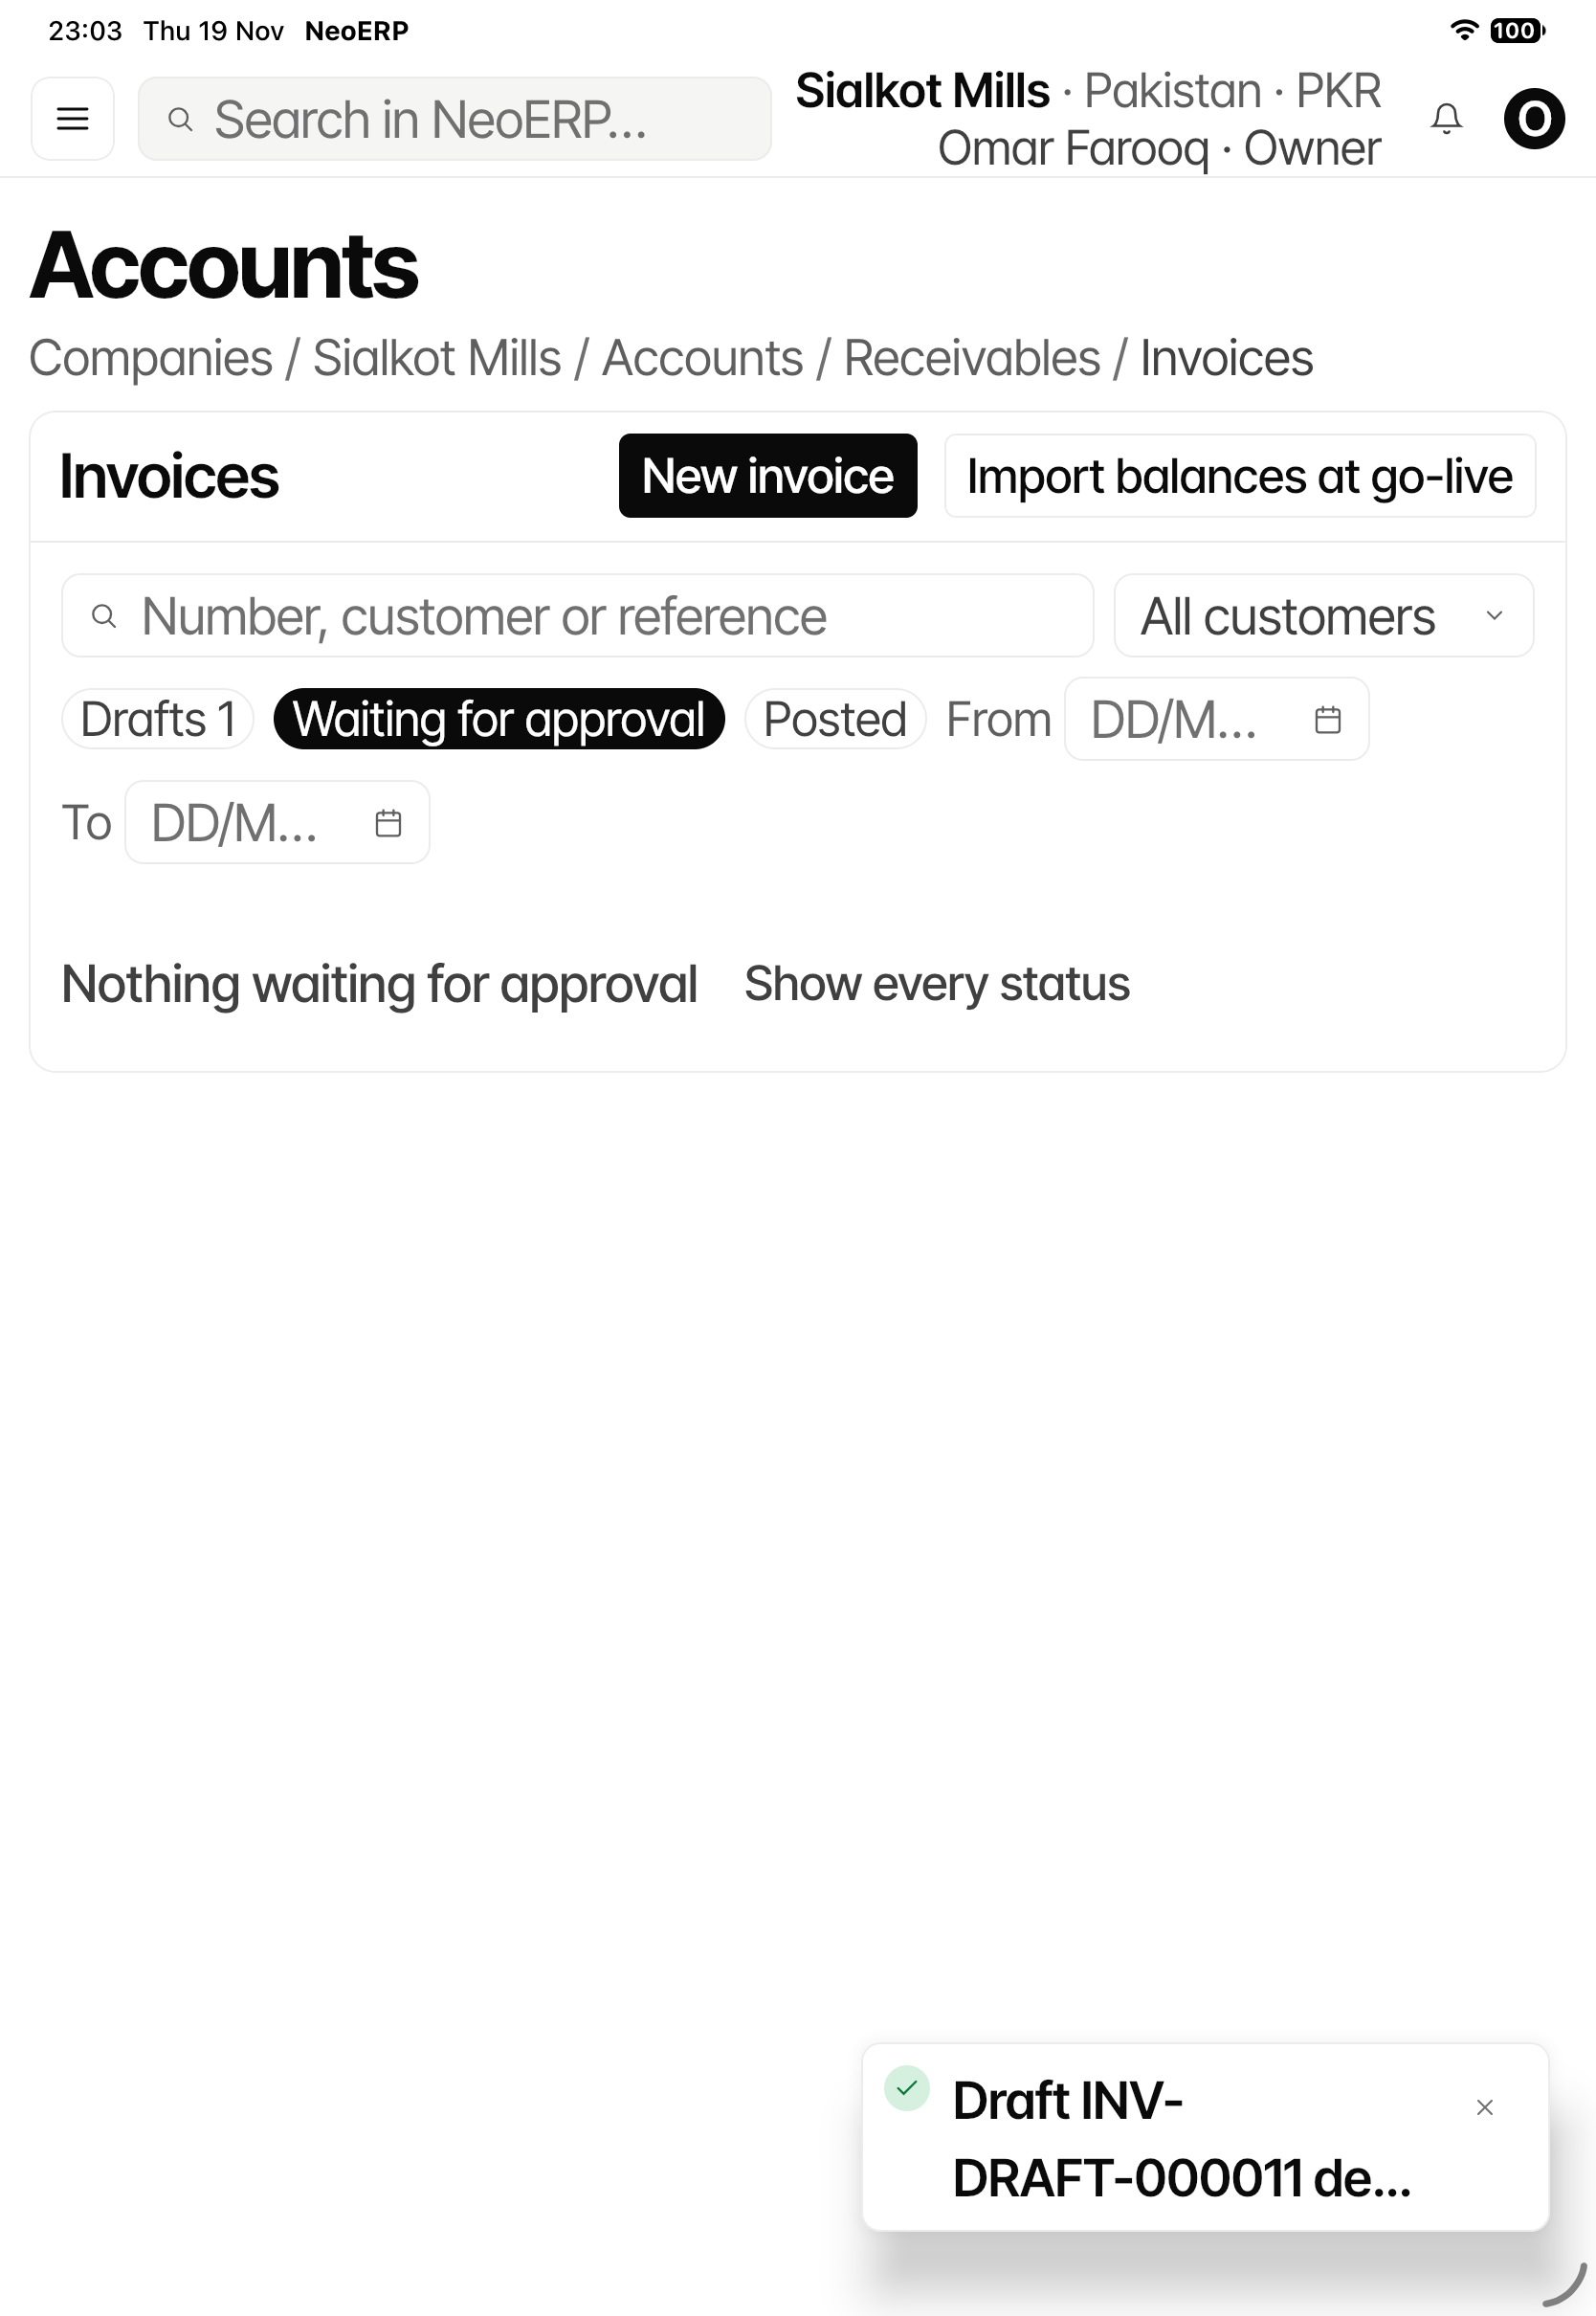 23:03 Thu 19 Nov NeoERP 100
Search in NeoERP...
Sialkot Mills · Pakistan · PKR
Omar Farooq · Owner
O
Accounts
Companies / Sialkot Mills / Accounts / Receivables / Invoices
Invoices New invoice Import balances at go-live
Number, customer or reference All customers
Drafts 1 Waiting for approval Posted From DD/M...
To DD/M...
Nothing waiting for approval Show every status
Draft INV-
DRAFT-000011 de...